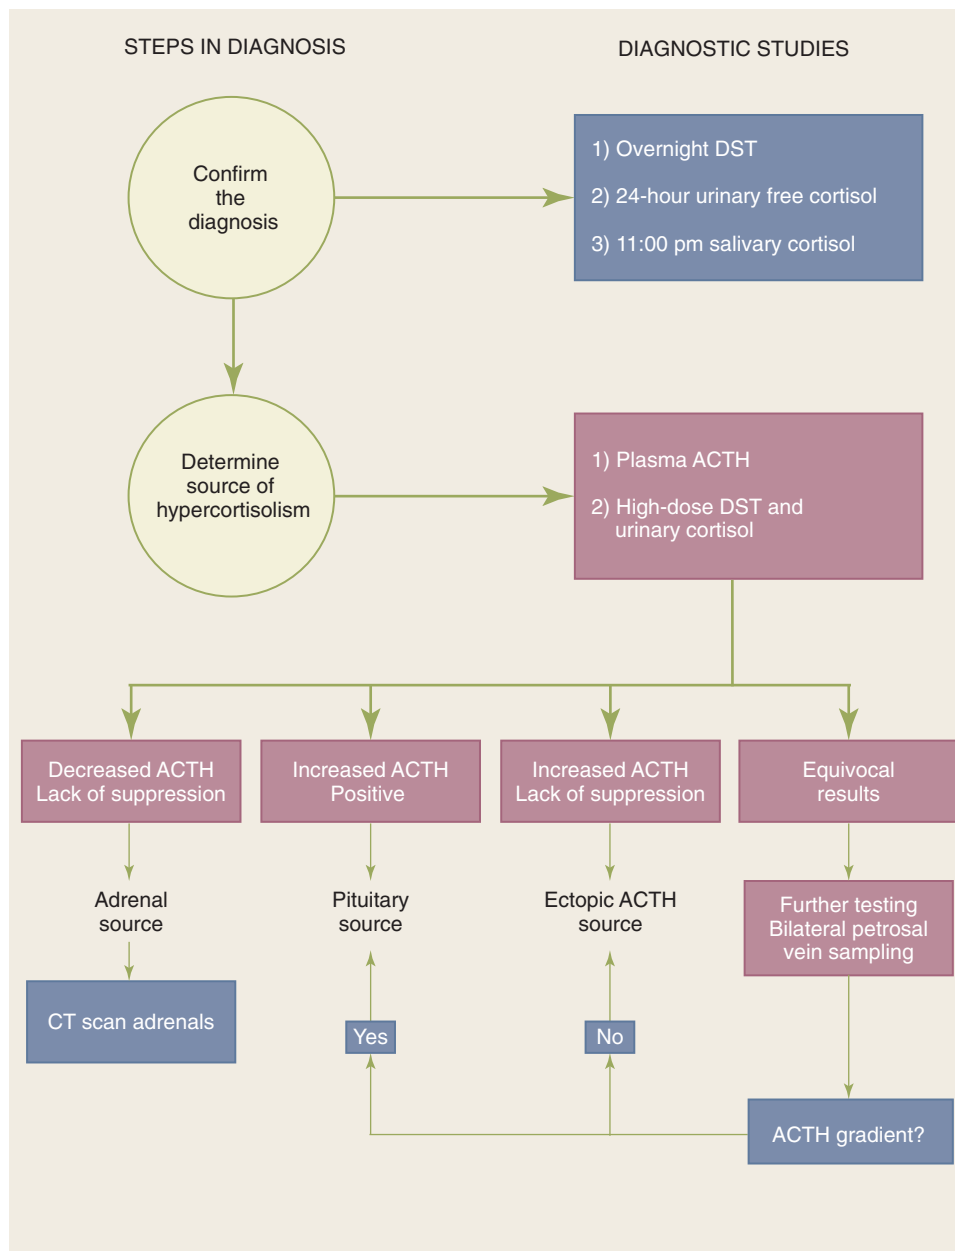 STEPS IN DIAGNOSIS
DIAGNOSTIC STUDIES
Confirm
the
diagnosis
1) Overnight DST
2) 24-hour urinary free cortisol
3) 11:00 pm salivary cortisol
Determine
source of
hypercortisolism
1) Plasma ACTH
2) High-dose DST and
urinary cortisol
Decreased ACTH
Lack of suppression
Increased ACTH
Positive
Increased ACTH
Lack of suppression
Equivocal
results
Adrenal
source
Pituitary
source
Ectopic ACTH
source
Further testing
Bilateral petrosal
vein sampling
CT scan adrenals
Yes
No
ACTH gradient?